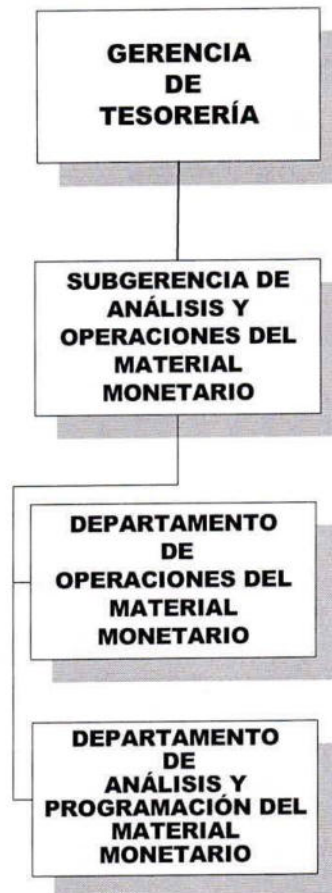 GERENCIA
DE
TESORERÍA
SUBGERENCIA DE
ANÁLISIS Y
OPERACIONES DEL
MATERIAL
MONETARIO
DEPARTAMENTO
DE
OPERACIONES DEL
MATERIAL
MONETARIO
DEPARTAMENTO
DE
ANÁLISIS Y
PROGRAMACIÓN DEL
MATERIAL
MONETARIO